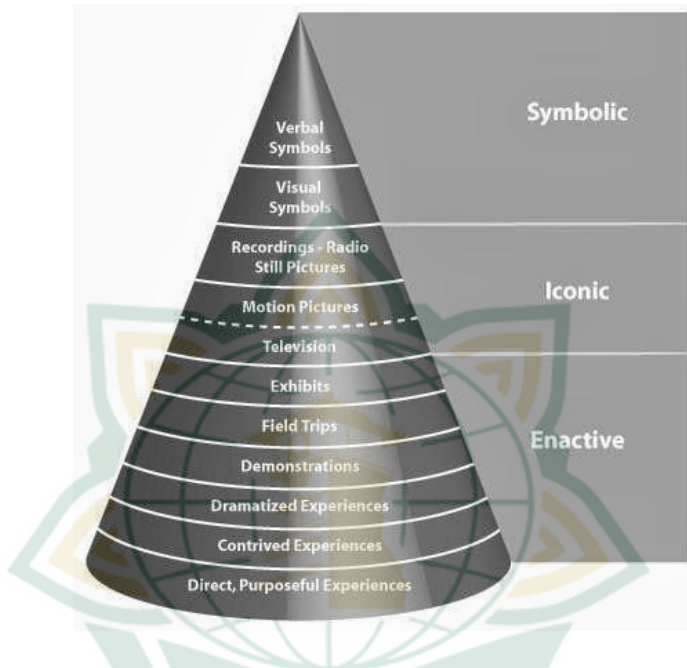 Verbal
Symbols
Visual
Symbols
Recordings - Radio
Still Pictures
Motion Pictures
Television
Exhibits
Field Trips
Demonstrations
Dramatized Experiences
Contrived Experiences
Direct, Purposeful Experiences
Symbolic
Iconic
Enactive